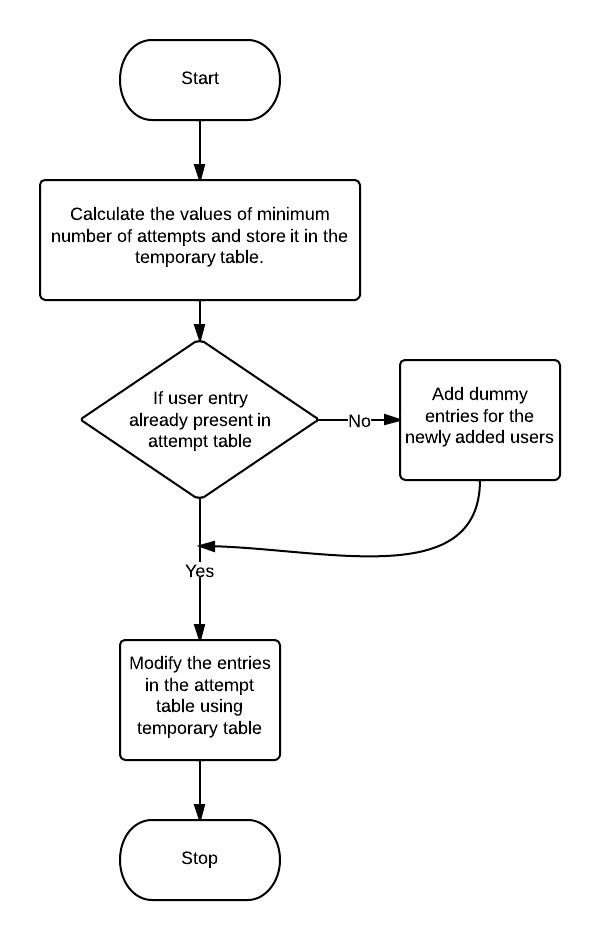 Start
Calculate the values of minimum
number of attempts and store it in the
temporary table.
If user entry
already present in
attempt table
No
Add dummy
entries for the
newly added users
Yes
Modify the entries
in the attempt
table using
temporary table
Stop